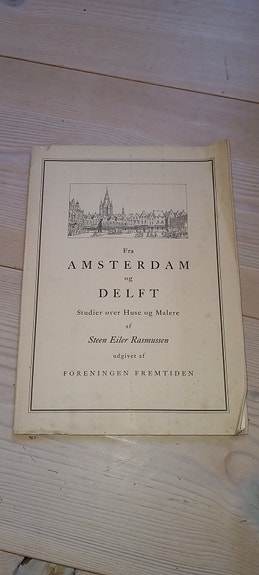 Fra
AMSTERDAM
og
DELFT
Studier over Huse og Malere
af
Steen Eiler Rasmussen
udgivet af
FORENINGEN FREMTIDEN